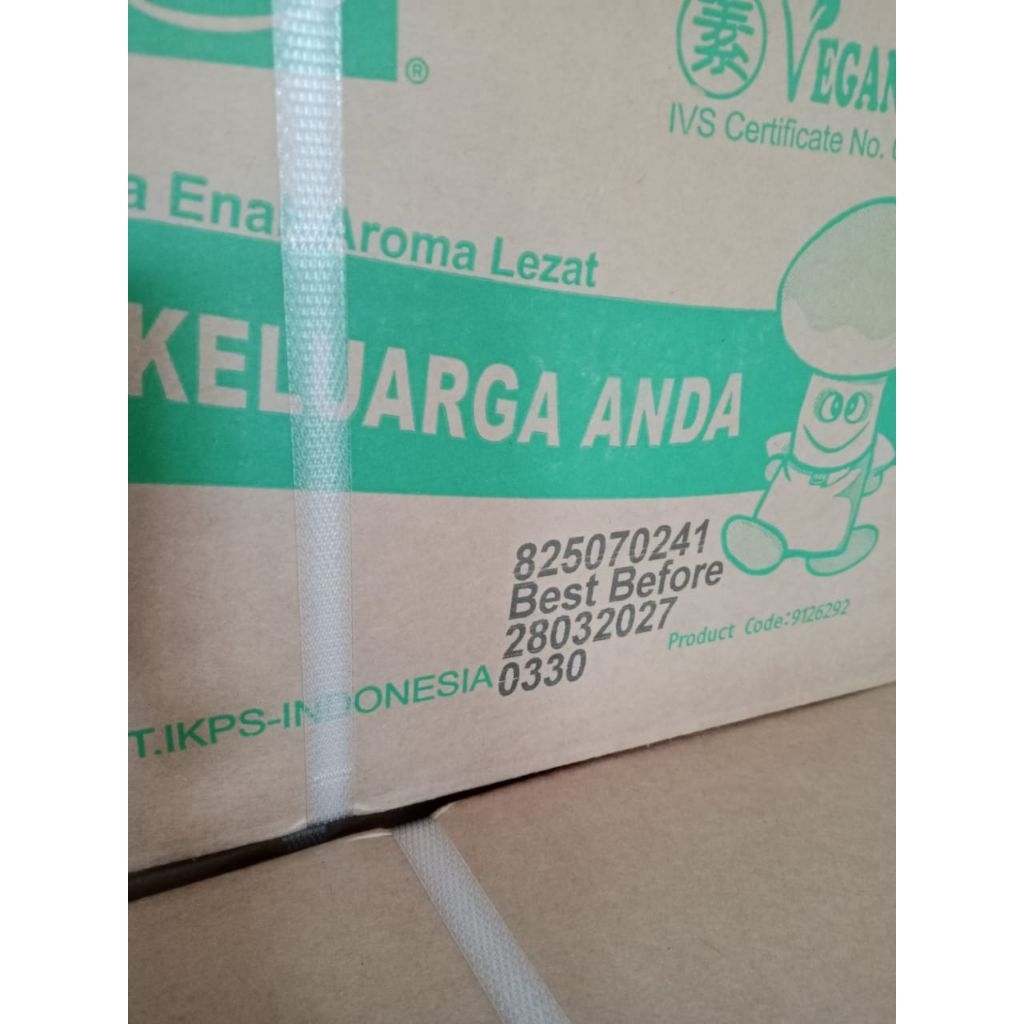 ®
素 VEGAN
IVS Certificate No.
a Enak Aroma Lezat
KELUARGA ANDA
825070241
Best Before
28032027
0330
Product Code:9126292
T.IKPS-INDONESIA